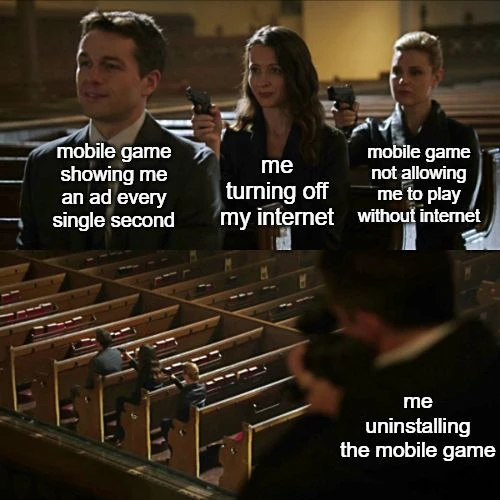 mobile game
showing me
an ad every
single second
me
turning off
my internet
mobile game
not allowing
me to play
without internet
me
uninstalling
the mobile game